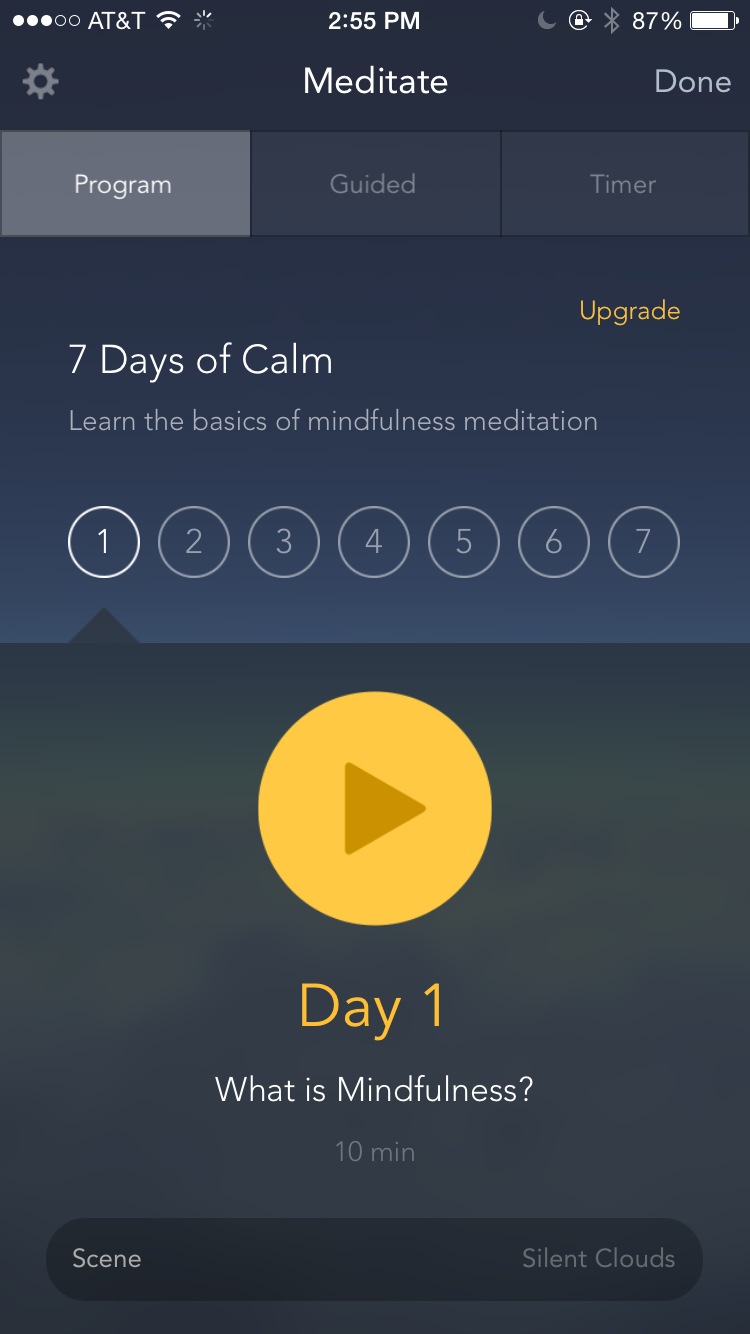 AT&T 2:55 PM 87%
Meditate Done
Program Guided Timer
Upgrade
7 Days of Calm
Learn the basics of mindfulness meditation
1 2 3 4 5 6 7
Day 1
What is Mindfulness?
10 min
Scene Silent Clouds